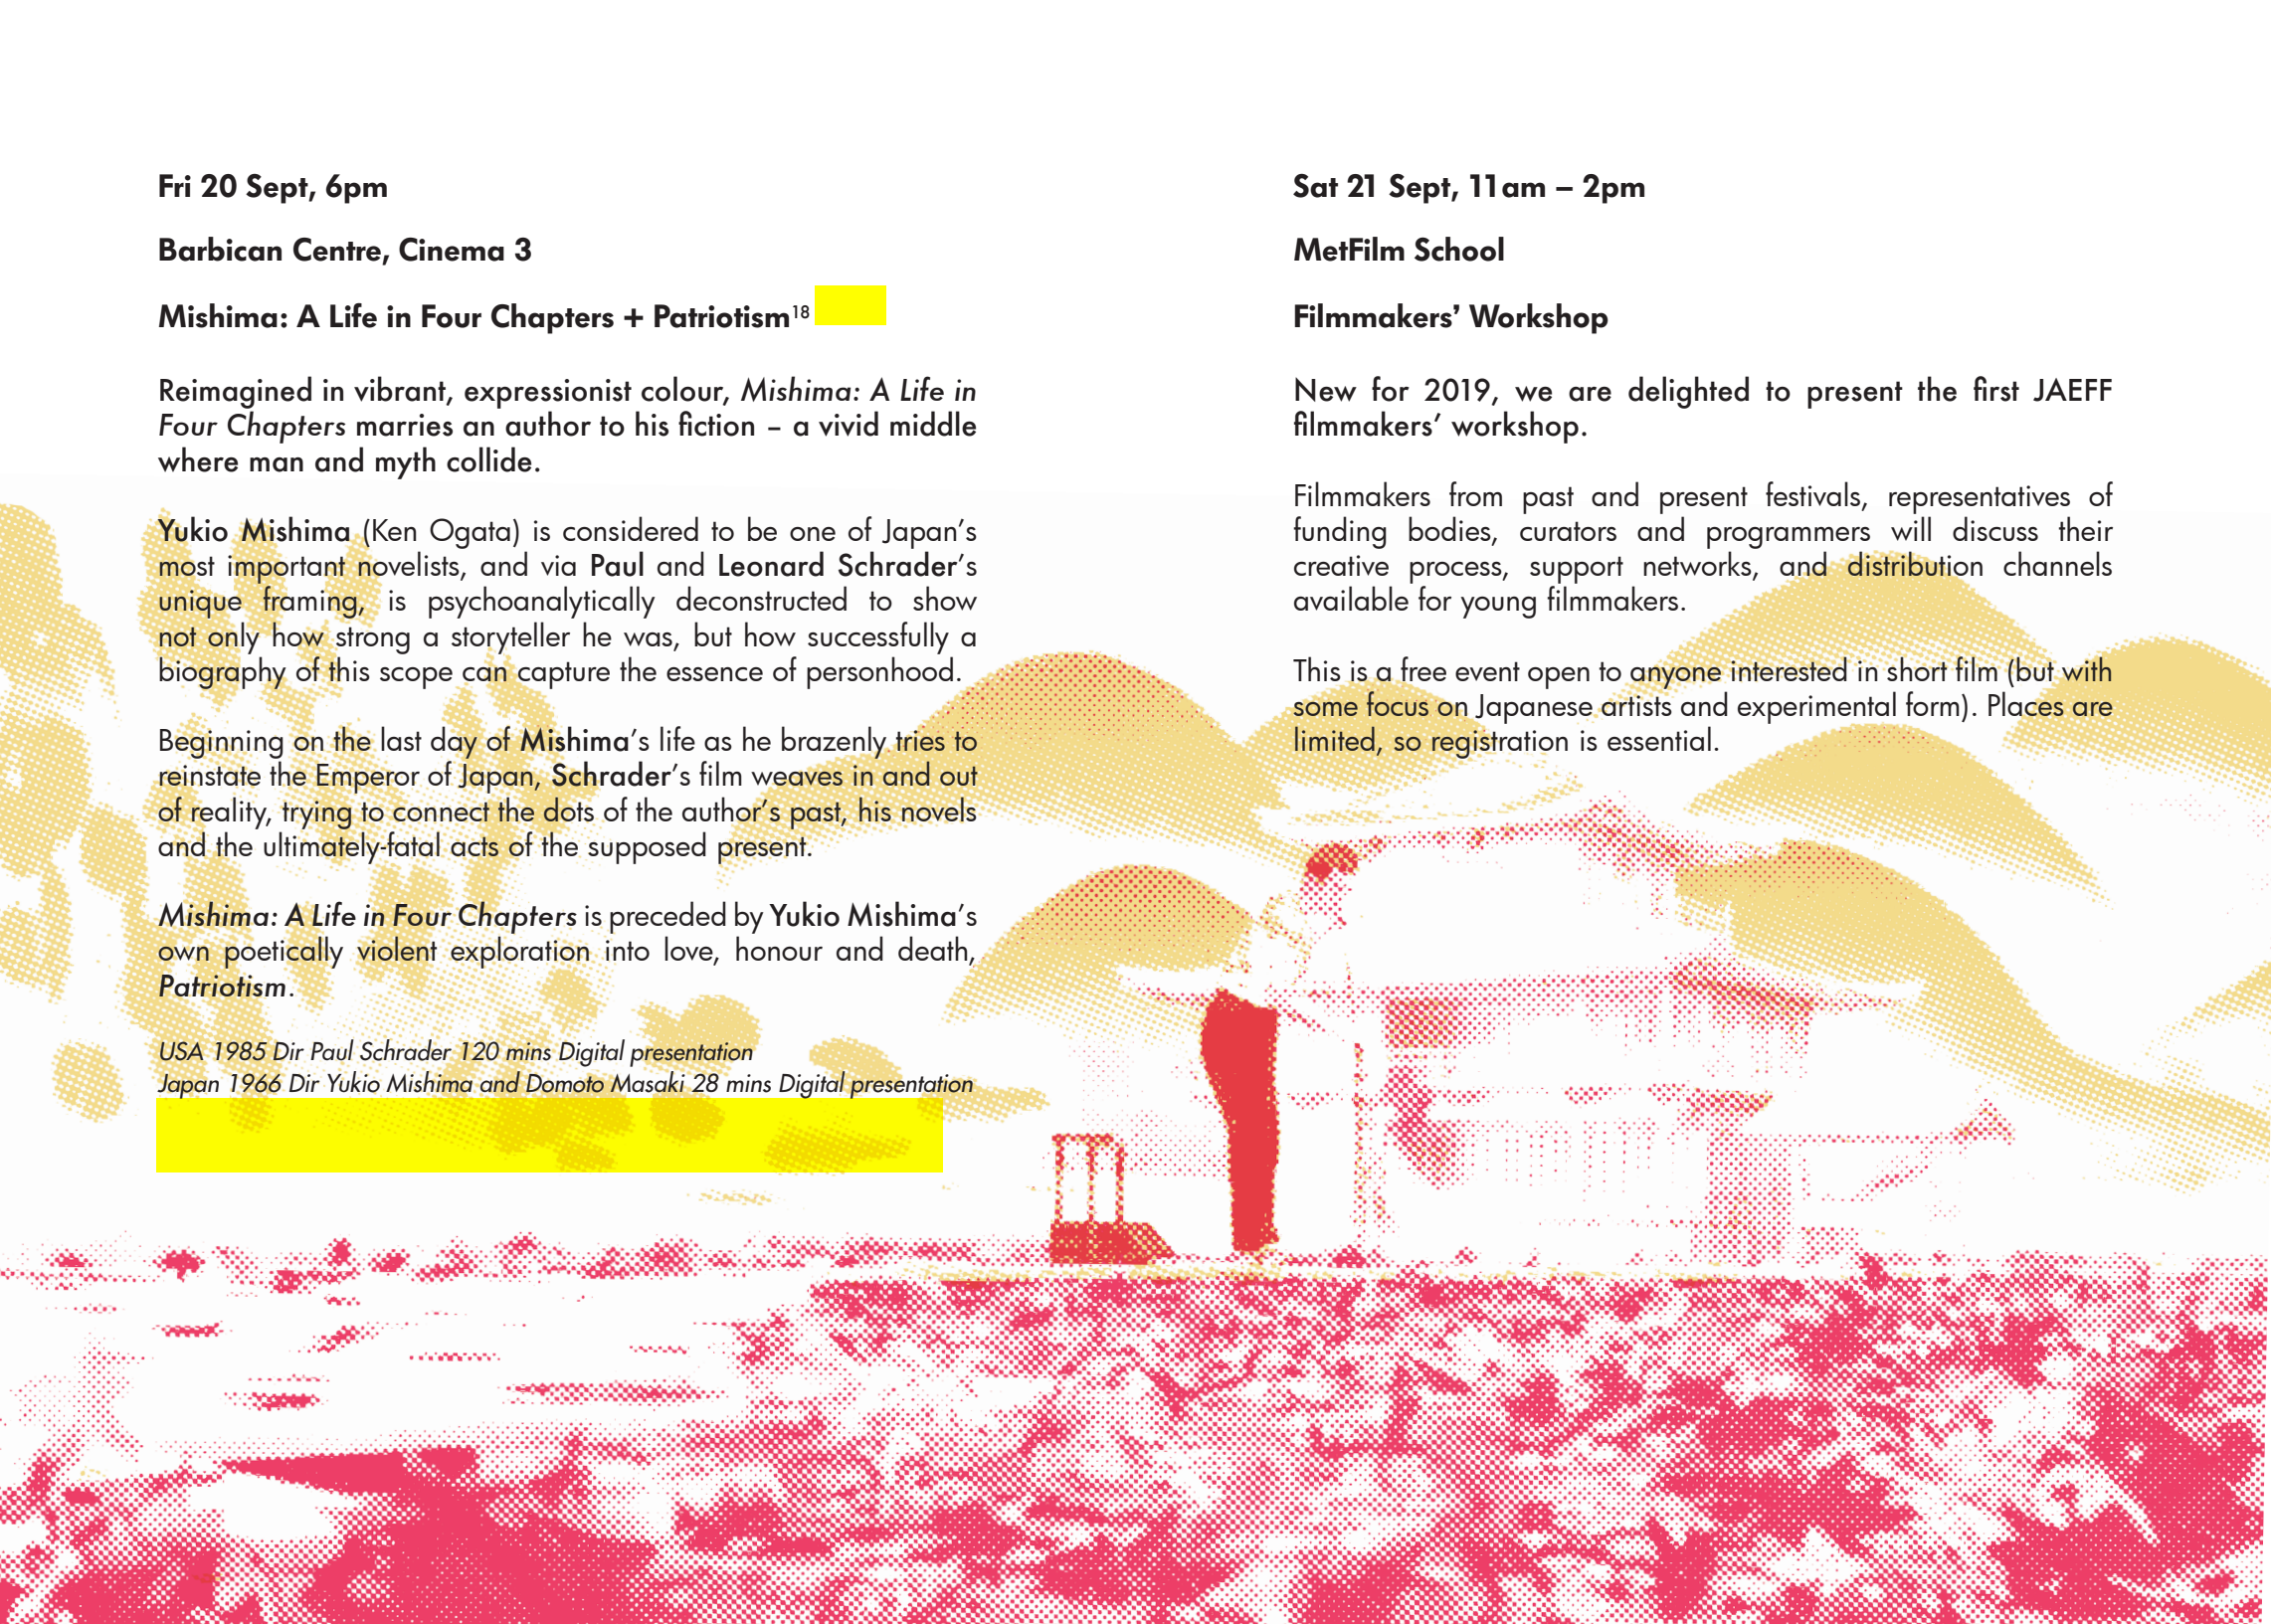 Fri 20 Sept, 6pm
Barbican Centre, Cinema 3
Mishima: A Life in Four Chapters + Patriotism18
Reimagined in vibrant, expressionist colour, Mishima: A Life in
Four Chapters marries an author to his fiction – a vivid middle
where man and myth collide.
Yukio Mishima (Ken Ogata) is considered to be one of Japan’s
most important novelists, and via Paul and Leonard Schrader’s
unique framing, is psychoanalytically deconstructed to show
not only how strong a storyteller he was, but how successfully a
biography of this scope can capture the essence of personhood.
Beginning on the last day of Mishima’s life as he brazenly tries to
reinstate the Emperor of Japan, Schrader’s film weaves in and out
of reality, trying to connect the dots of the author’s past, his novels
and the ultimately-fatal acts of the supposed present.
Mishima: A Life in Four Chapters is preceded by Yukio Mishima’s
own poetically violent exploration into love, honour and death,
Patriotism.
USA 1985 Dir Paul Schrader 120 mins Digital presentation
Japan 1966 Dir Yukio Mishima and Domoto Masaki 28 mins Digital presentation
Sat 21 Sept, 11am – 2pm
MetFilm School
Filmmakers’ Workshop
New for 2019, we are delighted to present the first JAEFF
filmmakers’ workshop.
Filmmakers from past and present festivals, representatives of
funding bodies, curators and programmers will discuss their
creative process, support networks, and distribution channels
available for young filmmakers.
This is a free event open to anyone interested in short film (but with
some focus on Japanese artists and experimental form). Places are
limited, so registration is essential.